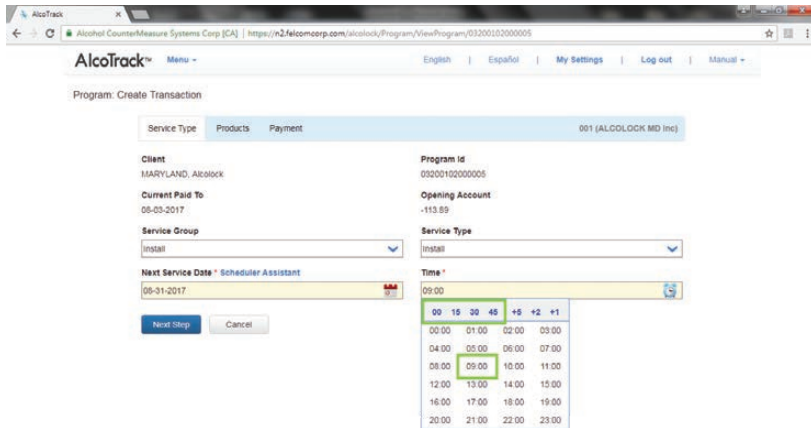 AlcoTrack
Alcohol CounterMeasure Systems Corp [CA] | https://n2.felcomcorp.com/alcolock/Program/ViewProgram/03200102000005
AlcoTrack™ Menu English | Español | My Settings | Log out | Manual
Program: Create Transaction
Service Type Products Payment 001 (ALCOLOCK MD Inc)
Client Program Id
MARYLAND, Alcolock 03200102000005
Current Paid To Opening Account
08-03-2017 -113.89
Service Group Service Type
Install Install
Next Service Date * Scheduler Assistant Time *
08-31-2017 09:00
Next Step Cancel
00 15 30 45 +5 +2 +1
00:00 01:00 02:00 03:00
04:00 05:00 06:00 07:00
08:00 09:00 10:00 11:00
12:00 13:00 14:00 15:00
16:00 17:00 18:00 19:00
20:00 21:00 22:00 23:00